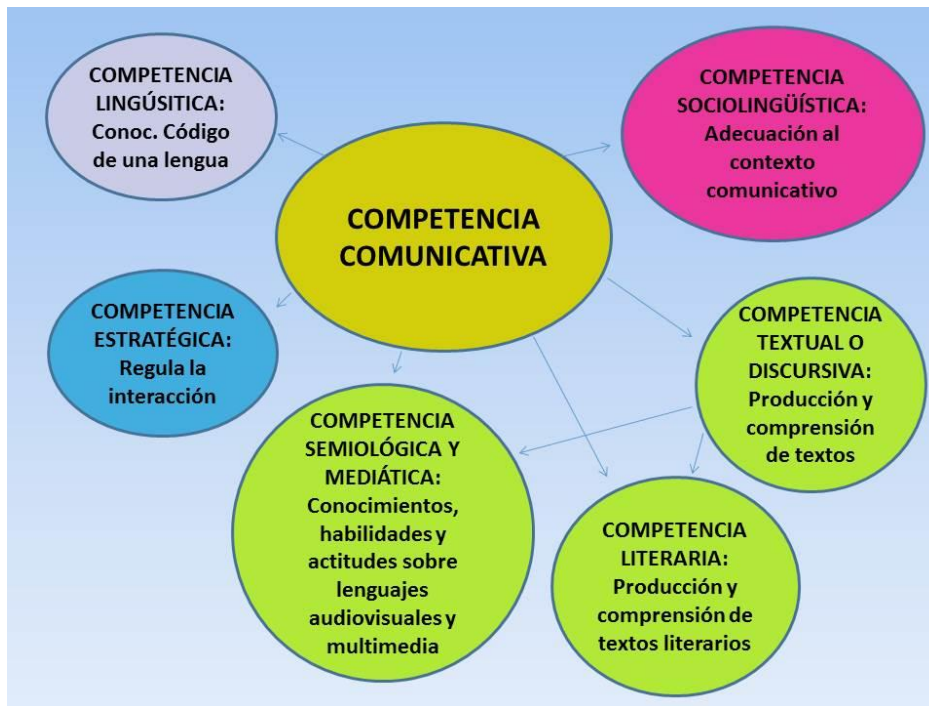 COMPETENCIA
LINGÚSITICA:
Conoc. Código
de una lengua
COMPETENCIA
SOCIOLINGÜÍSTICA:
Adecuación al
contexto
comunicativo
COMPETENCIA
COMUNICATIVA
COMPETENCIA
ESTRATÉGICA:
Regula la
interacción
COMPETENCIA
TEXTUAL O
DISCURSIVA:
Producción y
comprensión
de textos
COMPETENCIA
SEMIOLÓGICA Y
MEDIÁTICA:
Conocimientos,
habilidades y
actitudes sobre
lenguajes
audiovisuales y
multimedia
COMPETENCIA
LITERARIA:
Producción y
comprensión de
textos literarios